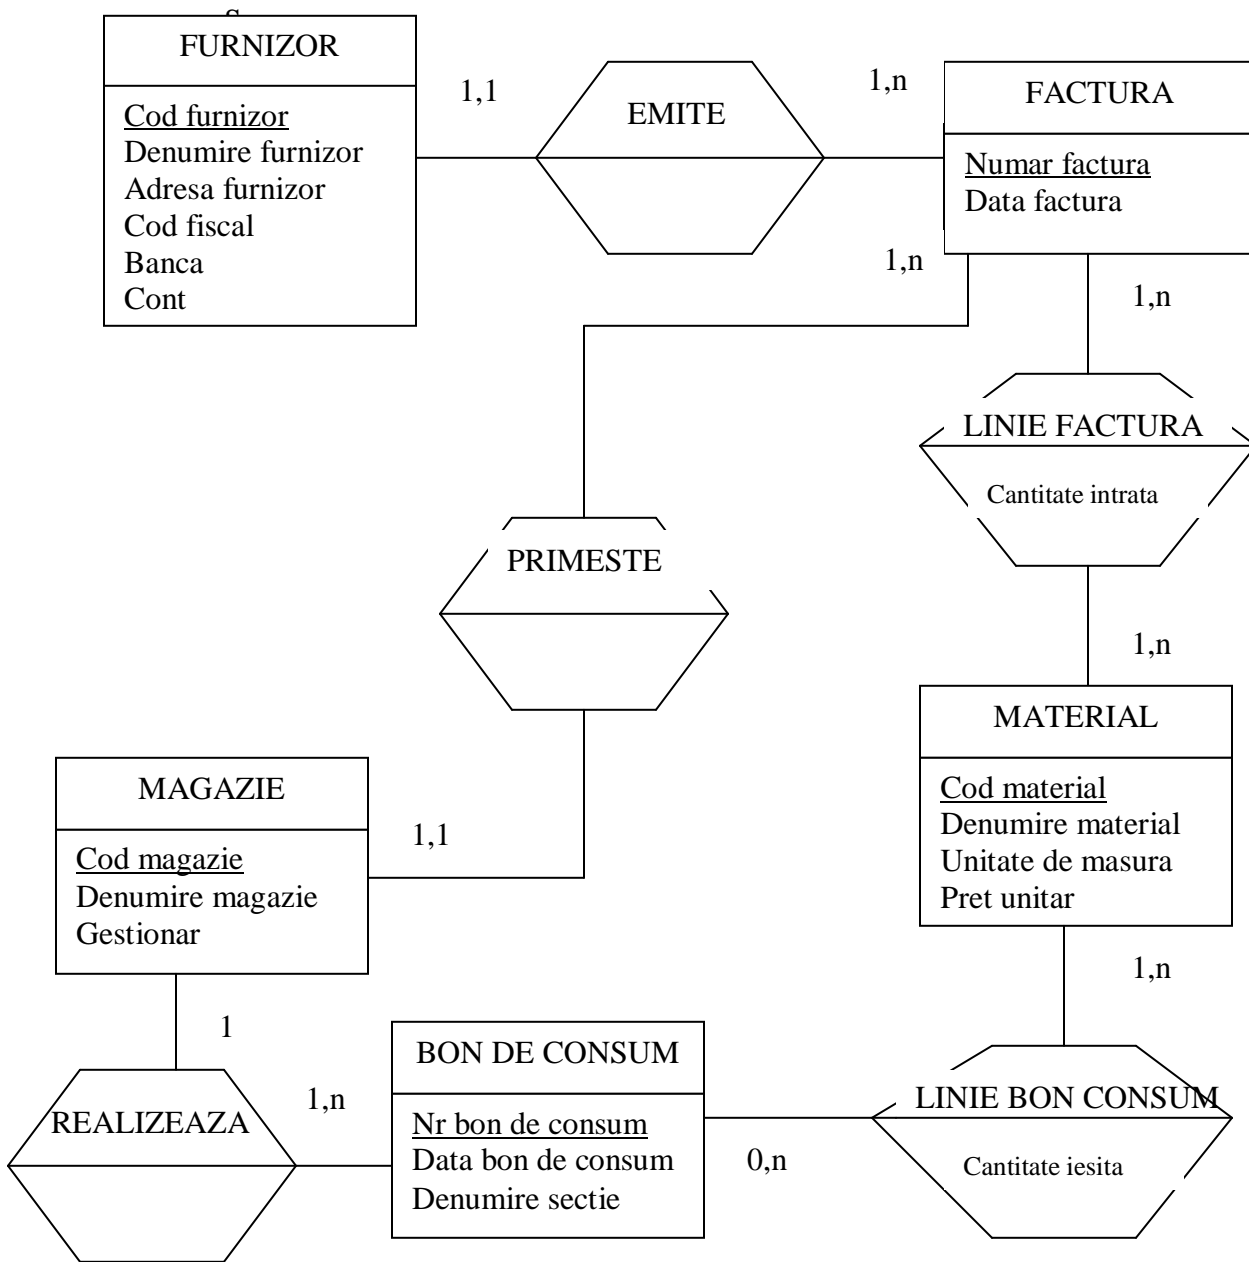 FURNIZOR
Cod furnizor
Denumire furnizor
Adresa furnizor
Cod fiscal
Banca
Cont
1,1
EMITE
1,n
FACTURA
Numar factura
Data factura
1,n
1,n
LINIE FACTURA
Cantitate intrata
PRIMESTE
1,n
MATERIAL
Cod material
Denumire material
Unitate de masura
Pret unitar
MAGAZIE
Cod magazie
Denumire magazie
Gestionar
1,1
1,n
1
REALIZEAZA
1,n
BON DE CONSUM
Nr bon de consum
Data bon de consum
Denumire sectie
0,n
LINIE BON CONSUM
Cantitate iesita